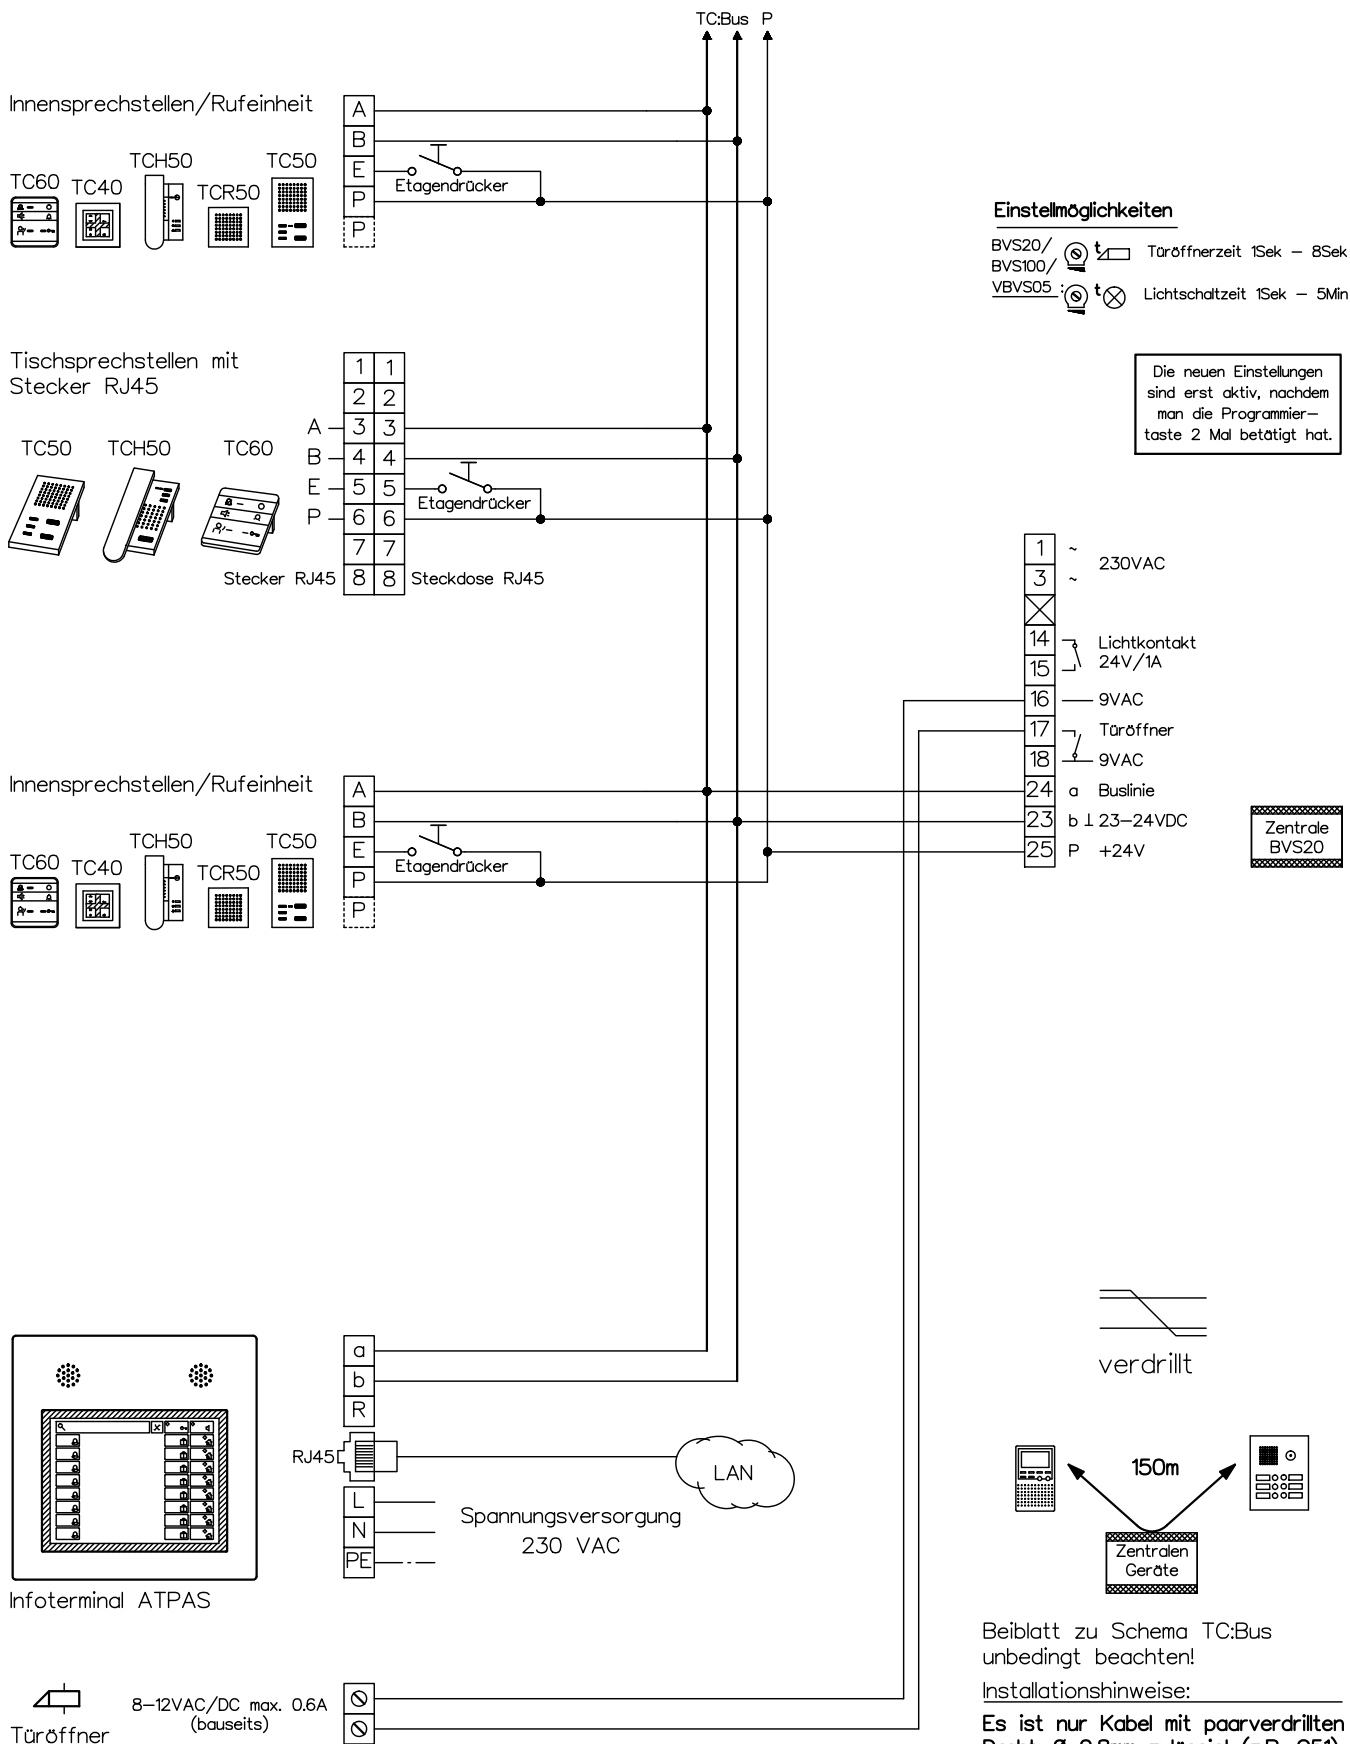 TC:Bus P
Innensprechstellen/Rufeinheit
A
B
E
P
P
Etagendrücker
TC60
TC40
TCH50
TCR50
TC50
Einstellmöglichkeiten
BVS20/
BVS100/
VBVS05 :
t
Türöffnerzeit 1Sek – 8Sek
t
Lichtschaltzeit 1Sek – 5Min
Die neuen Einstellungen
sind erst aktiv, nachdem
man die Programmier–
taste 2 Mal betätigt hat.
Tischsprechstellen mit
Stecker RJ45
TC50
TCH50
TC60
1 1
2 2
A 3 3
B 4 4
E 5 5
P 6 6
7 7
Stecker RJ45 8 8 Steckdose RJ45
Etagendrücker
1 ~
230VAC
3 ~
14
Lichtkontakt
24V/1A
15
16 9VAC
17 Türöffner
18 9VAC
24 a Buslinie
23 b ⊥ 23–24VDC
25 P +24V
Zentrale
BVS20
Innensprechstellen/Rufeinheit
A
B
E
P
P
Etagendrücker
TC60
TC40
TCH50
TCR50
TC50
a
b
R
RJ45
LAN
L
N
PE
Spannungsversorgung
230 VAC
X
Infoterminal ATPAS
verdrillt
150m
Zentralen
Geräte
Beiblatt zu Schema TC:Bus
unbedingt beachten!
Installationshinweise:
Es ist nur Kabel mit paarverdrillten
8–12VAC/DC max. 0.6A
(bauseits)
Türöffner